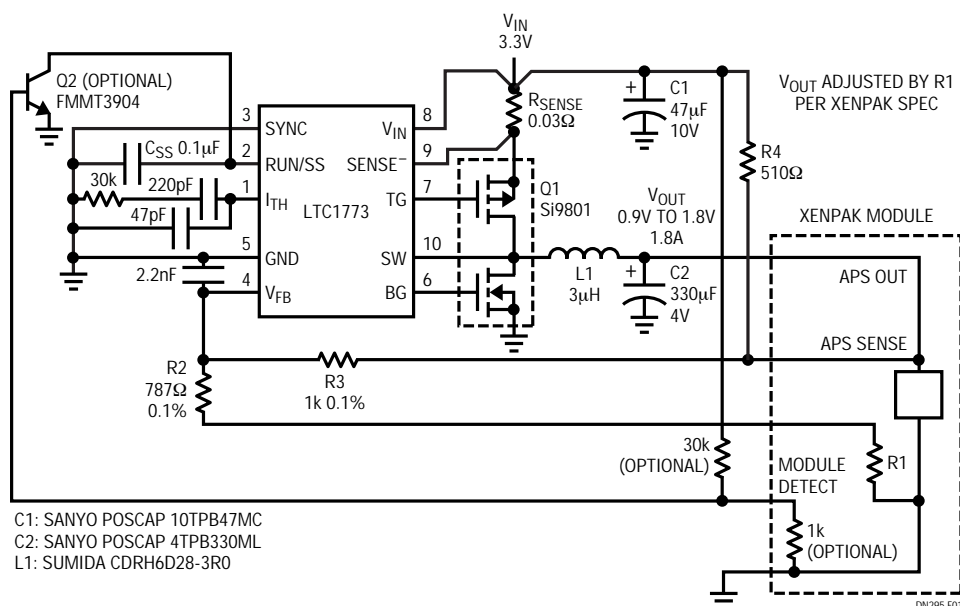 V_IN
3.3V
Q2 (OPTIONAL)
FMMT3904
V_OUT ADJUSTED BY R1
PER XENPAK SPEC
R_SENSE
0.03Ω
+
C1
47µF
10V
3
SYNC
V_IN
8
C_SS 0.1µF
2
RUN/SS
SENSE⁻
9
R4
510Ω
30k
220pF
1
I_TH
TG
7
Q1
Si9801
47pF
LTC1773
V_OUT
0.9V TO 1.8V
1.8A
XENPAK MODULE
5
GND
SW
10
2.2nF
L1
3µH
+
C2
330µF
4V
APS OUT
4
V_FB
BG
6
APS SENSE
R2
787Ω
0.1%
R3
1k 0.1%
30k
(OPTIONAL)
MODULE
DETECT
R1
1k
(OPTIONAL)
C1: SANYO POSCAP 10TPB47MC
C2: SANYO POSCAP 4TPB330ML
L1: SUMIDA CDRH6D28-3R0
DN295 F01